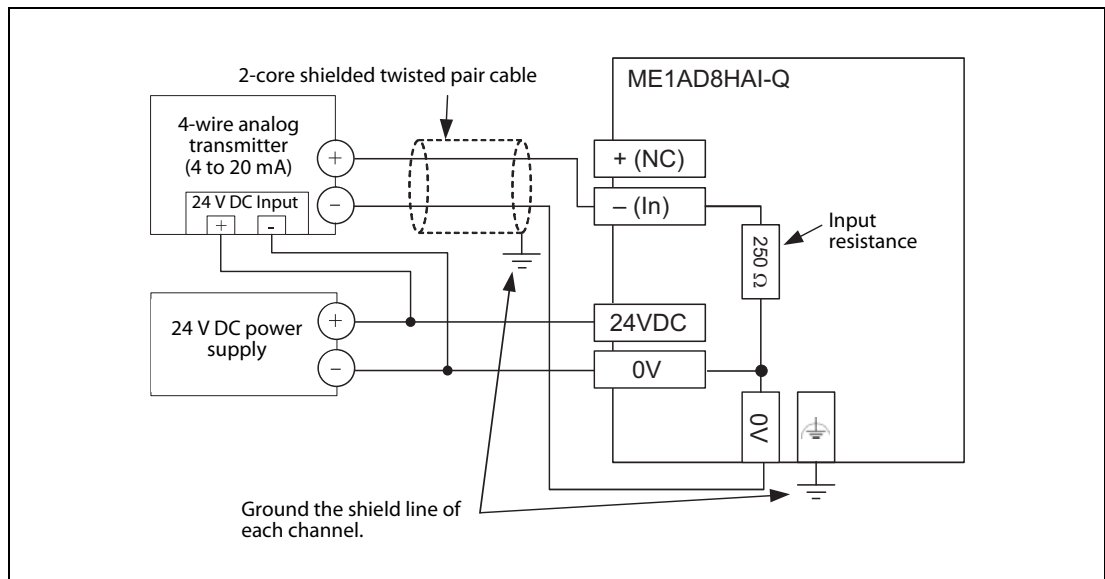 2-core shielded twisted pair cable
ME1AD8HAI-Q
4-wire analog
transmitter
(4 to 20 mA)
+
–
24 V DC Input
+
-
+ (NC)
– (In)
250 Ω
Input
resistance
24 V DC power
supply
+
–
24VDC
0V
0V
Ground the shield line of
each channel.